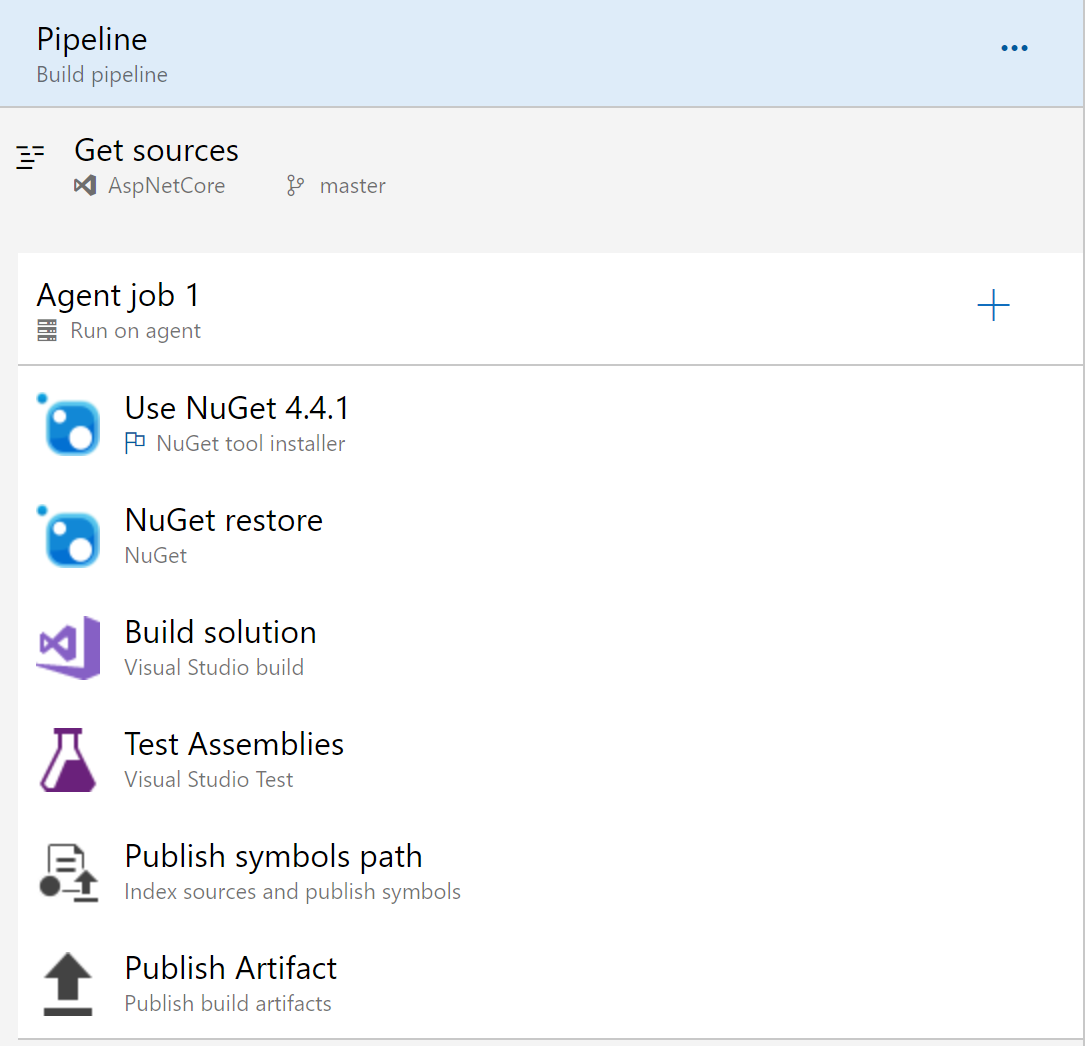 Pipeline
Build pipeline
Get sources
AspNetCore master
Agent job 1
Run on agent
Use NuGet 4.4.1
NuGet tool installer
NuGet restore
NuGet
Build solution
Visual Studio build
Test Assemblies
Visual Studio Test
Publish symbols path
Index sources and publish symbols
Publish Artifact
Publish build artifacts